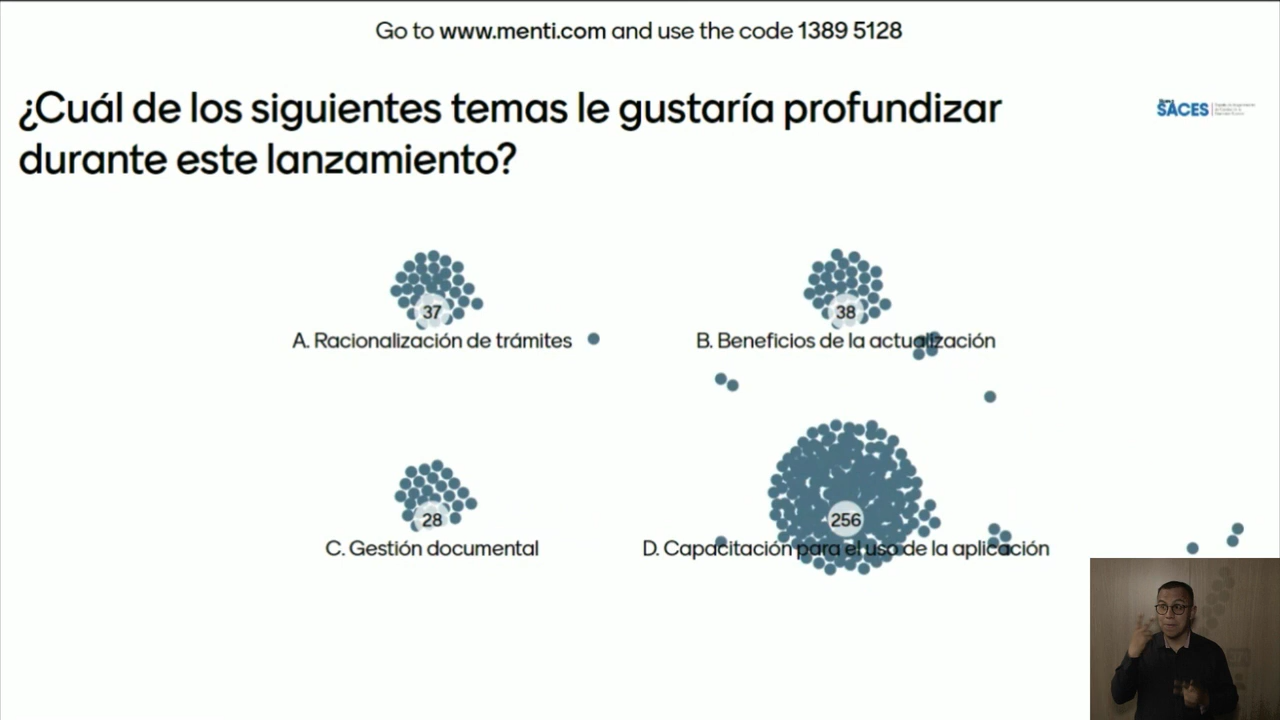 Go to www.menti.com and use the code 1389 5128
¿Cuál de los siguientes temas le gustaría profundizar
durante este lanzamiento?
SACES
37
A. Racionalización de trámites
38
B. Beneficios de la actualización
28
C. Gestión documental
256
D. Capacitación para el uso de la aplicación